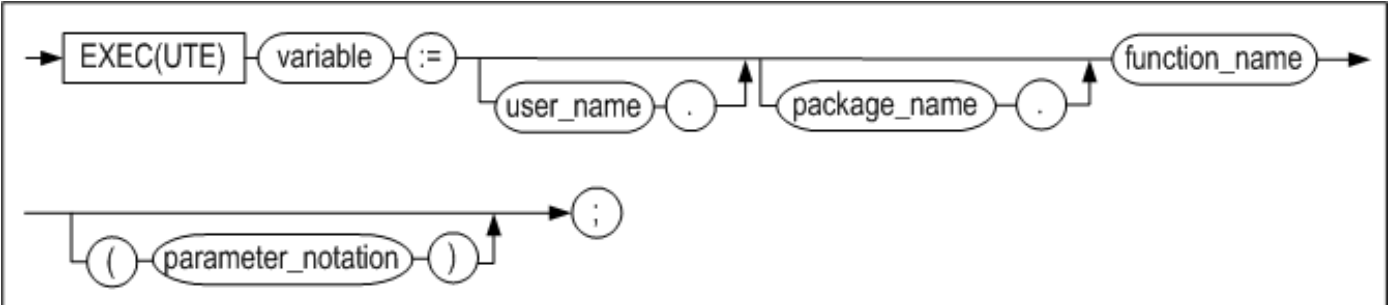 EXEC(UTE) variable := function_name
user_name . package_name .
;
( parameter_notation )